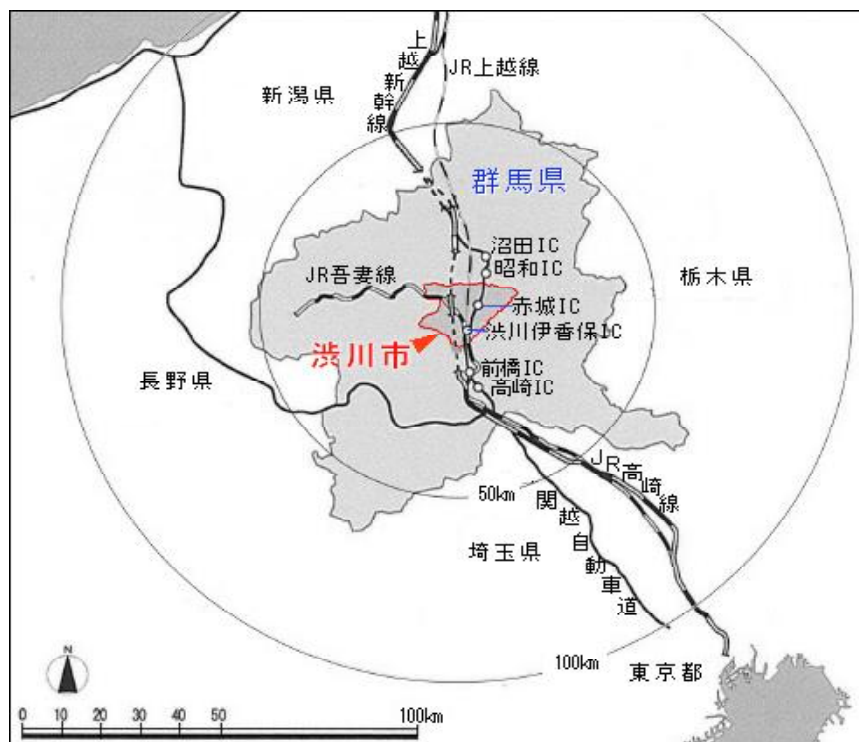 上越新幹線
JR上越線
新潟県
群馬県
沼田IC
昭和IC
JR吾妻線
栃木県
赤城IC
渋川伊香保IC
渋川市
前橋IC
長野県
高崎IC
JR高崎線
50km
関越自動車道
埼玉県
100km
東京都
N
0 10 20 30 40 50 100km